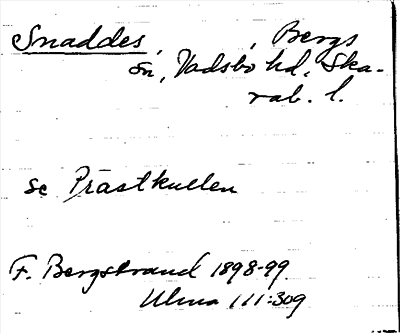 Snaddes, , Bergs
sn, Vadsbo hd, Ska-
rab. l.
se Prästkullen
F. Bergstrand 1898-99
Ulma 111:309